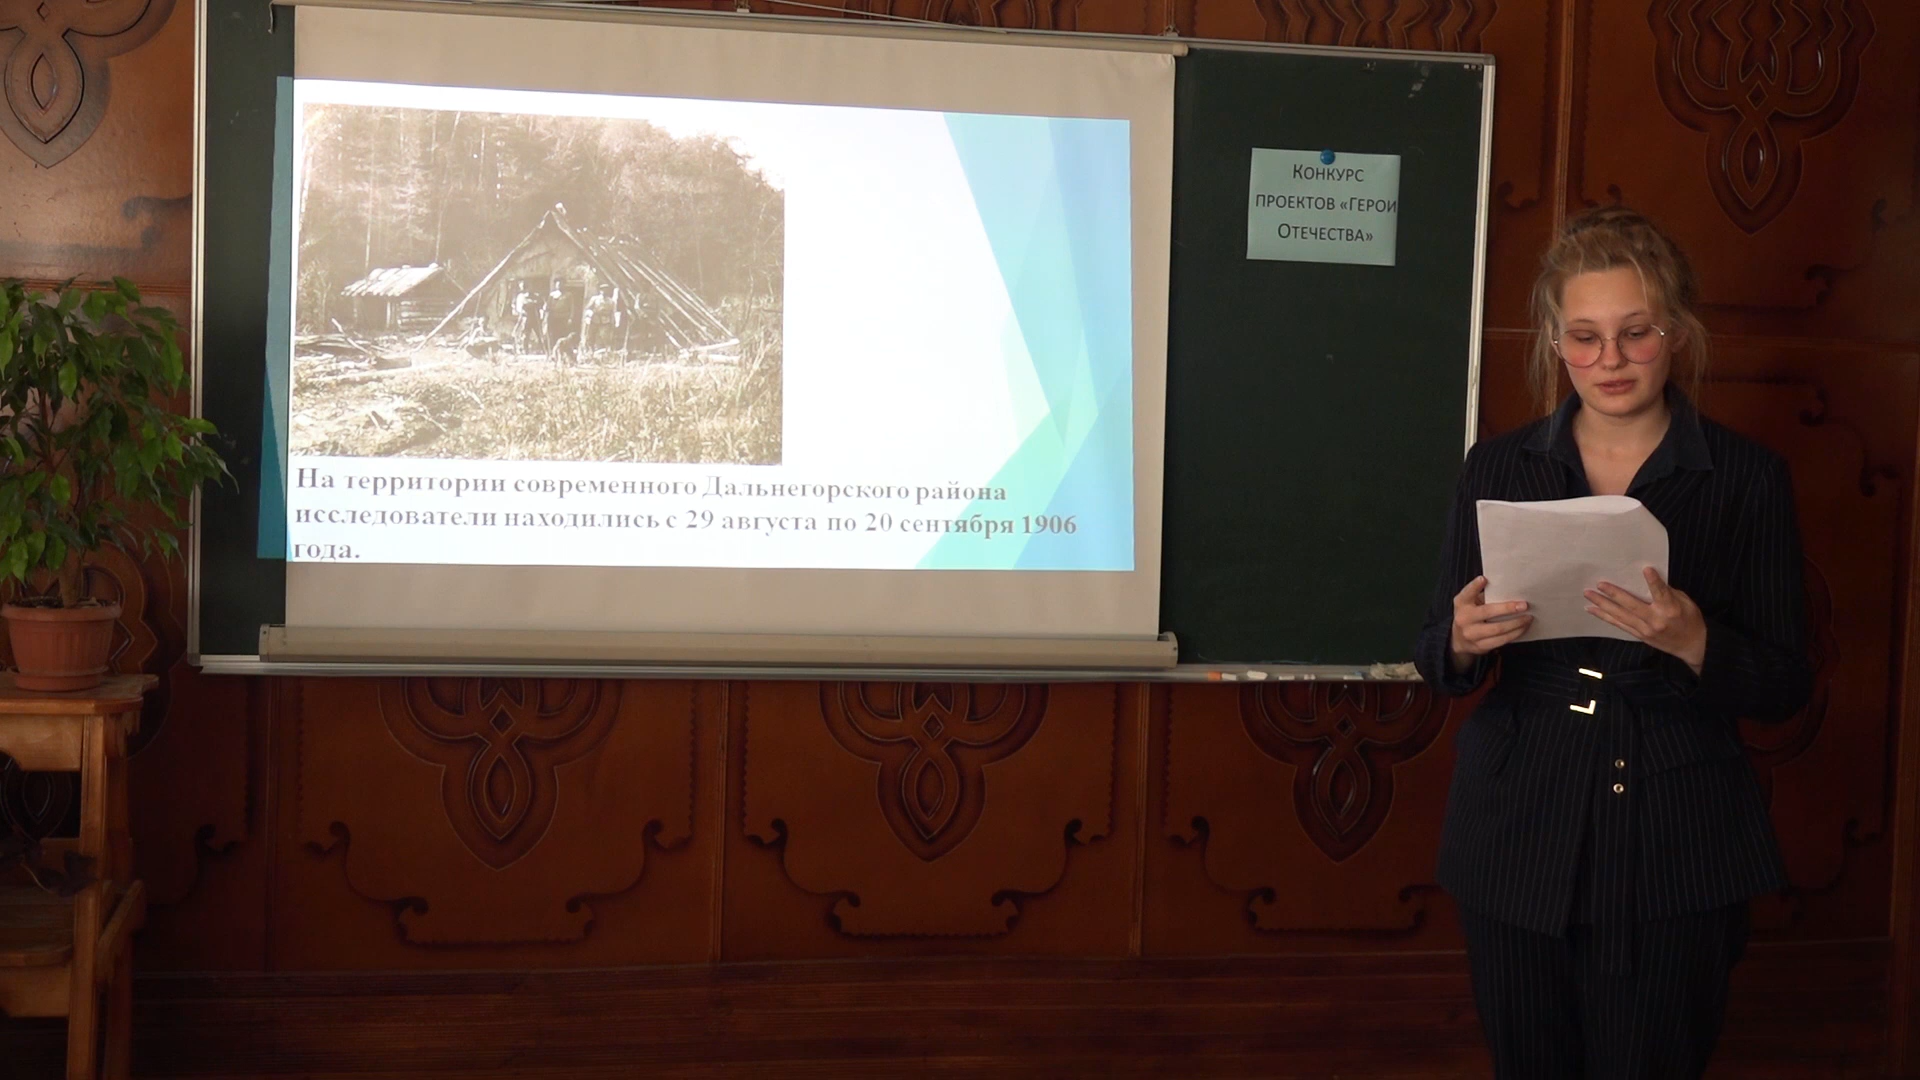 На территории современного Дальнегорского района
исследователи находились с 29 августа по 20 сентября 1906
года.
Конкурс
проектов «Герои
Отечества»